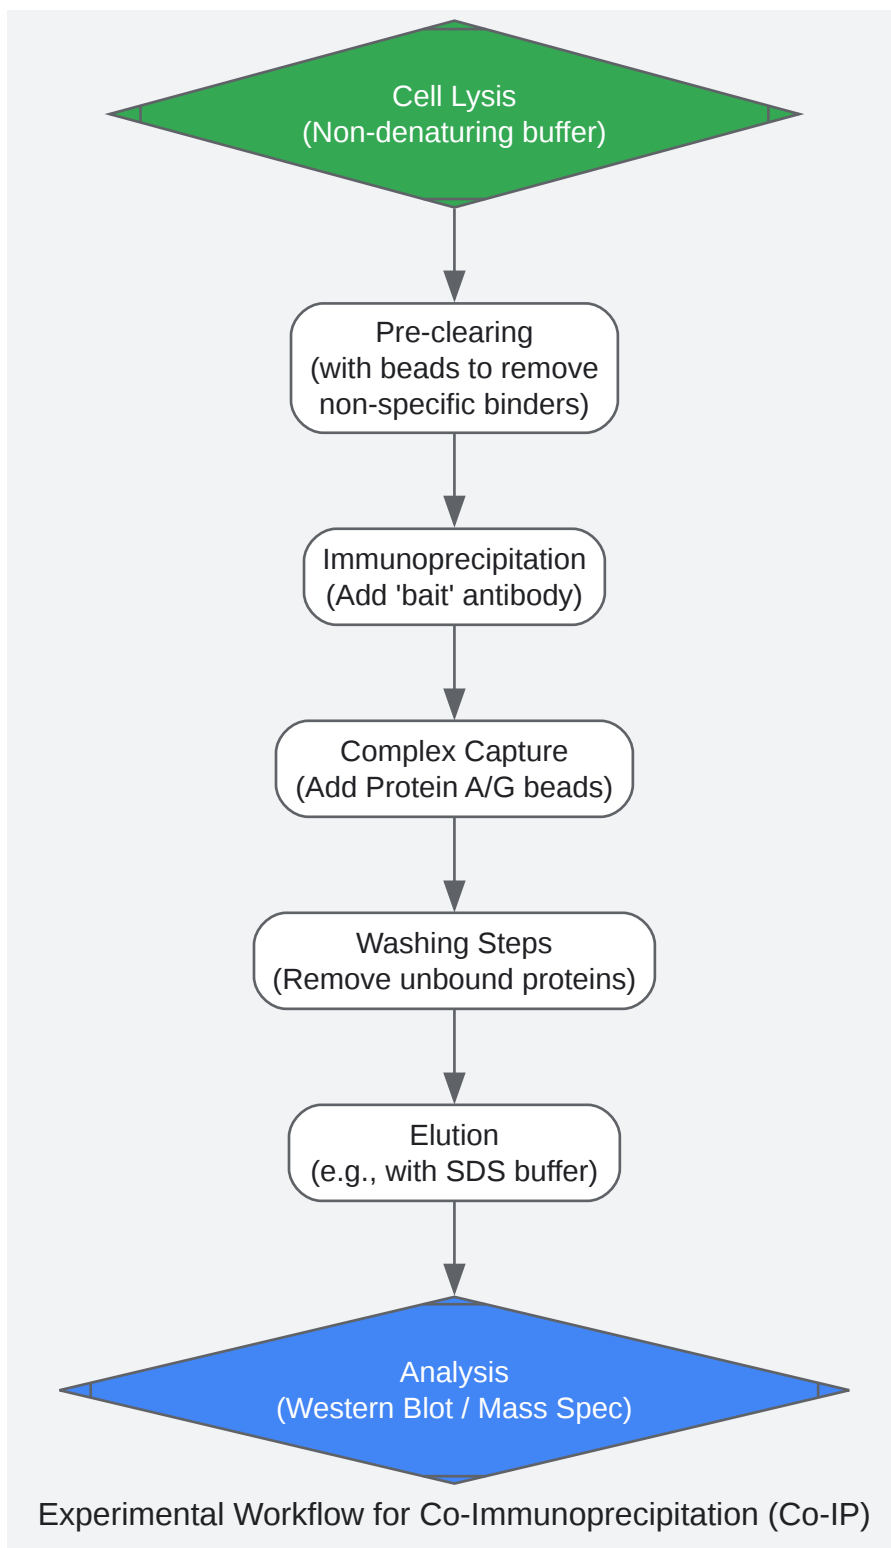 Cell Lysis
(Non-denaturing buffer)
Pre-clearing
(with beads to remove
non-specific binders)
Immunoprecipitation
(Add 'bait' antibody)
Complex Capture
(Add Protein A/G beads)
Washing Steps
(Remove unbound proteins)
Elution
(e.g., with SDS buffer)
Analysis
(Western Blot / Mass Spec)
Experimental Workflow for Co-Immunoprecipitation (Co-IP)